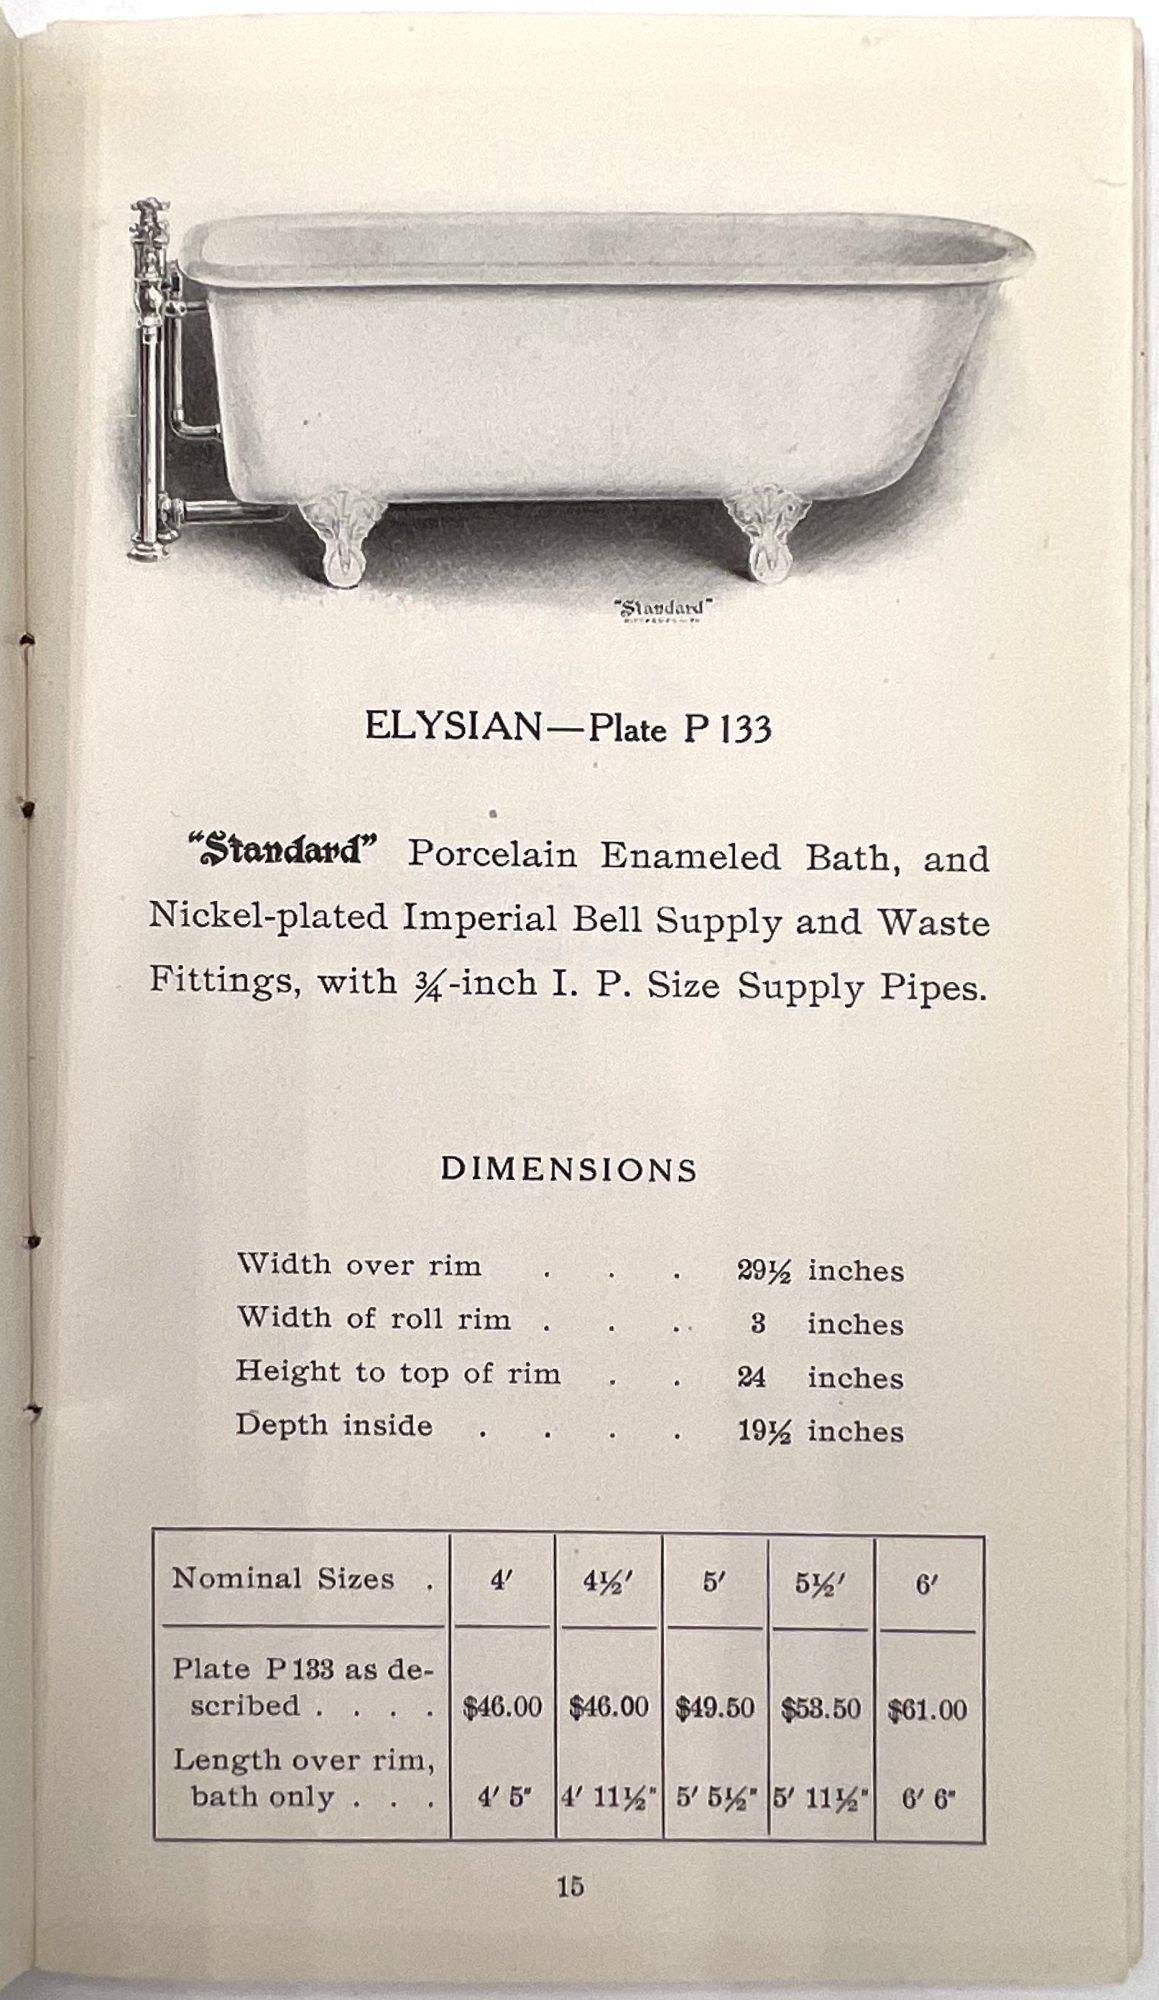 "Standard"
ELYSIAN—Plate P 133
"Standard" Porcelain Enameled Bath, and
Nickel-plated Imperial Bell Supply and Waste
Fittings, with ¾-inch I. P. Size Supply Pipes.
DIMENSIONS
Width over rim . . . 29½ inches
Width of roll rim . . . 3 inches
Height to top of rim . . 24 inches
Depth inside . . . . 19½ inches
Nominal Sizes . 4′ 4½′ 5′ 5½′ 6′
Plate P 133 as de-
scribed . . . . $46.00 $46.00 $49.50 $53.50 $61.00
Length over rim,
bath only . . . 4′ 5″ 4′ 11½″ 5′ 5½″ 5′ 11½″ 6′ 6″
15